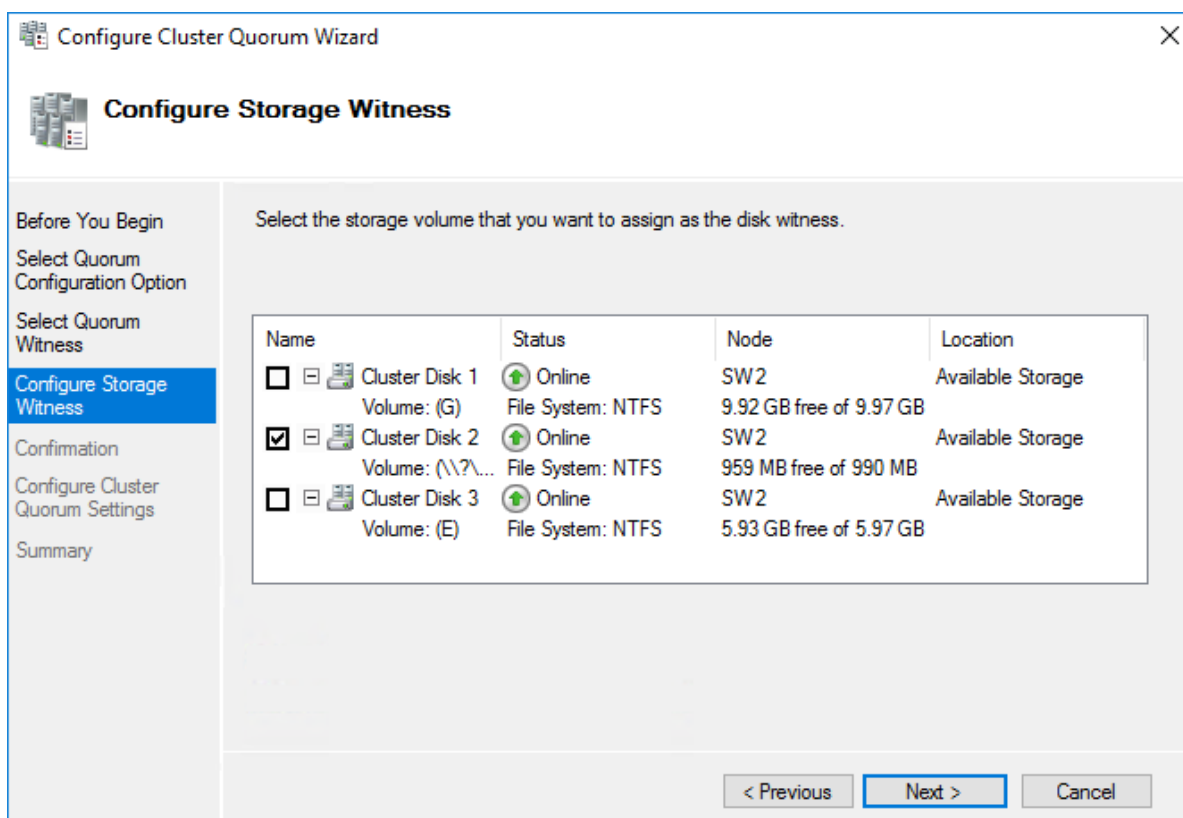 Configure Cluster Quorum Wizard
Configure Storage Witness
Before You Begin
Select Quorum
Configuration Option
Select Quorum
Witness
Configure Storage
Witness
Confirmation
Configure Cluster
Quorum Settings
Summary
Select the storage volume that you want to assign as the disk witness.
Name Status Node Location
Cluster Disk 1 Online SW2 Available Storage
Volume: (G) File System: NTFS 9.92 GB free of 9.97 GB
Cluster Disk 2 Online SW2 Available Storage
Volume: (\\?\... File System: NTFS 959 MB free of 990 MB
Cluster Disk 3 Online SW2 Available Storage
Volume: (E) File System: NTFS 5.93 GB free of 5.97 GB
< Previous Next > Cancel